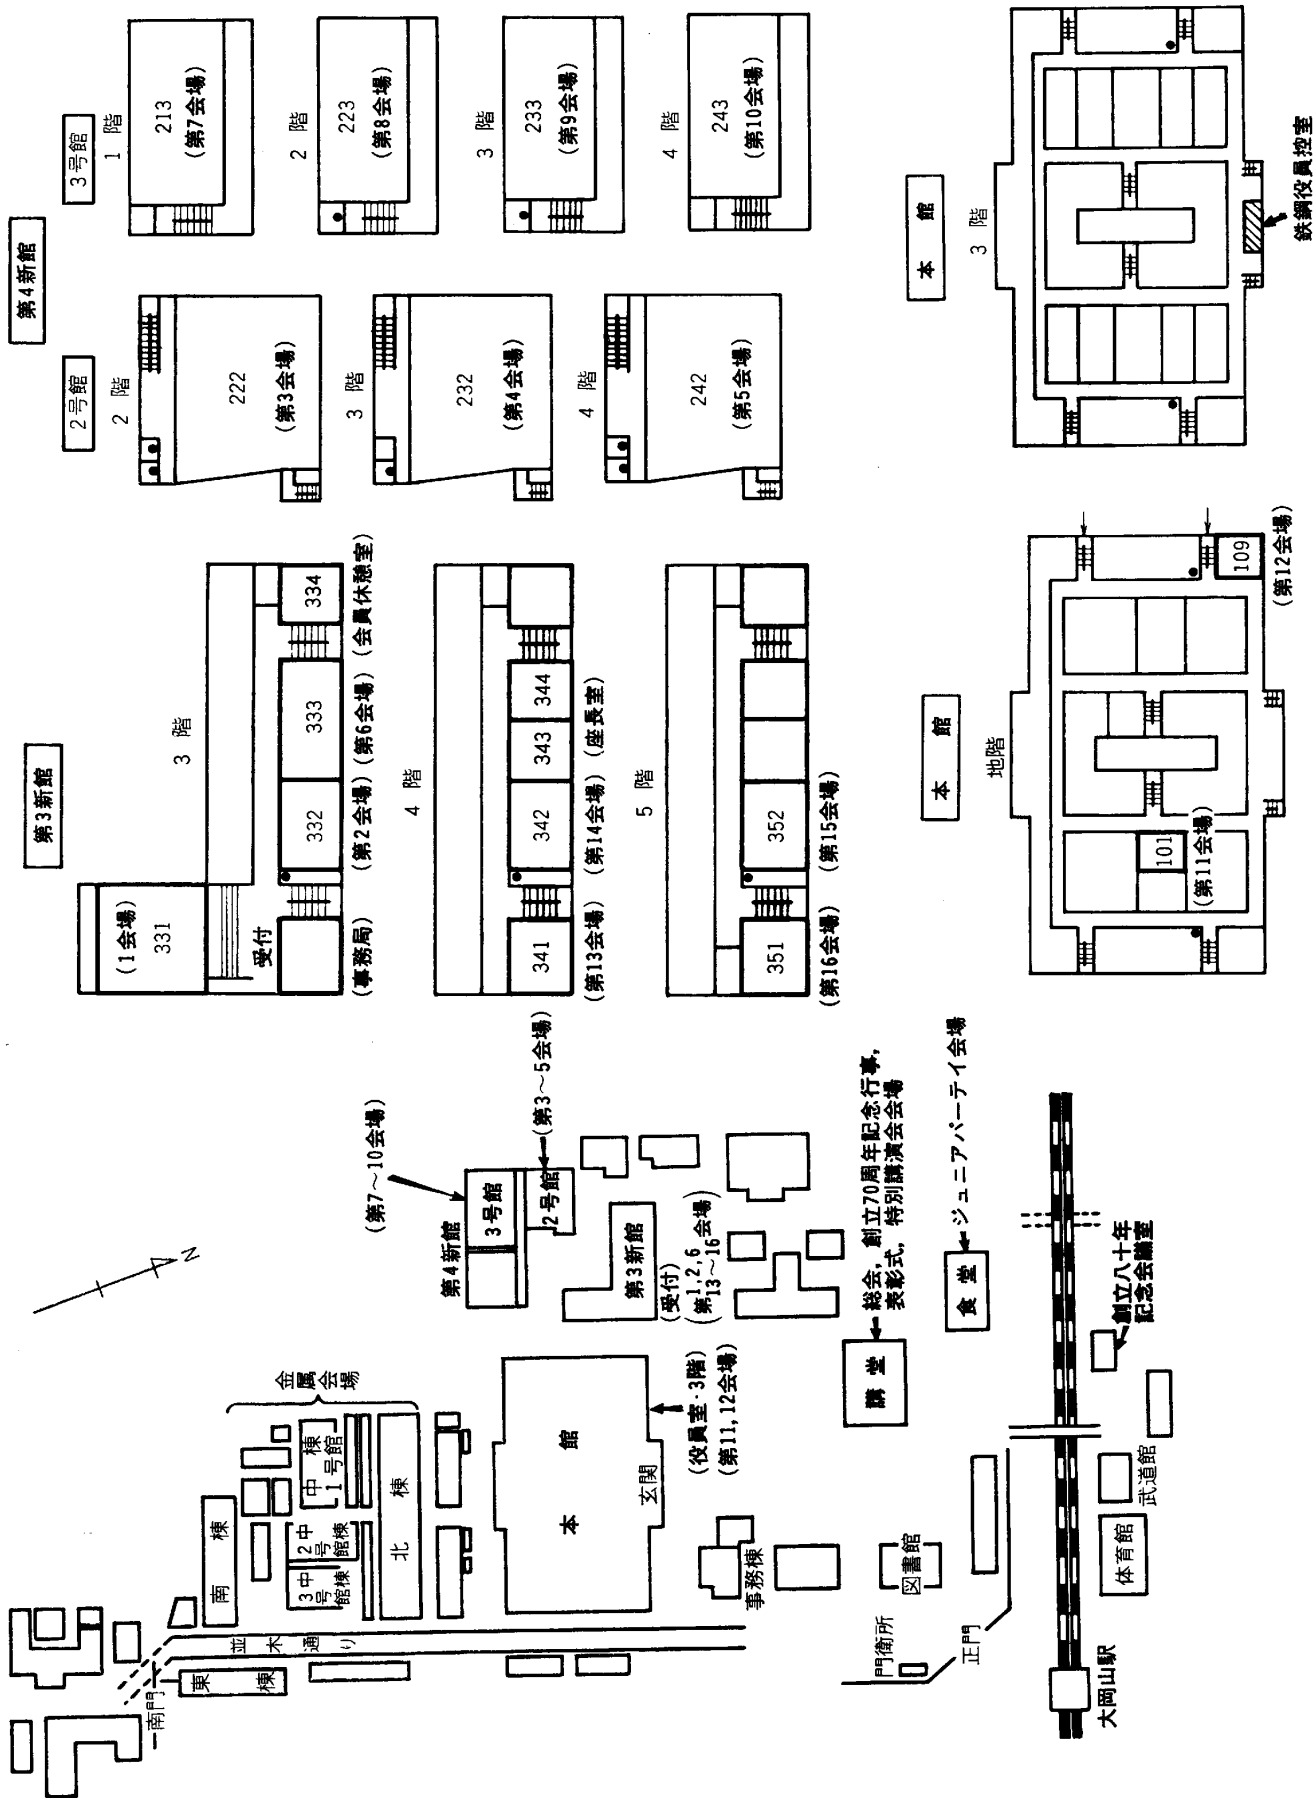 第4新館
3号館
1 階
213
(第7会場)
2 階
223
(第8会場)
3 階
233
(第9会場)
4 階
243
(第10会場)
2号館
2 階
222
(第3会場)
3 階
232
(第4会場)
4 階
242
(第5会場)
本 館
3 階
鉄鋼役員控室
第3新館
3 階
(1会場)
331
受付
(事務局)
332
(第2会場)
333
(第6会場)
334
(会員休憩室)
4 階
341
(第13会場)
342
(第14会場)
343
344
(座長室)
5 階
351
(第16会場)
352
(第15会場)
本 館
地階
101
(第11会場)
109
(第12会場)
N
(第7～10会場)
(第3～5会場)
第4新館
3号館
2号館
第3新館
(受付)
(第1,2,6
13～16会場)
金属会場
南 棟
中棟
1号館
中棟
2号館
中棟
3号館
北 棟
東 棟
並木通り
南門
本 館
玄関
(役員室・3階)
(第11,12会場)
事務棟
講堂
総会, 創立70周年記念行事,
表彰式, 特別講演会会場
食堂
ジュニアパーテイ会場
図書館
門衛所
正門
創立八十年
記念会議室
武道館
体育館
大岡山駅